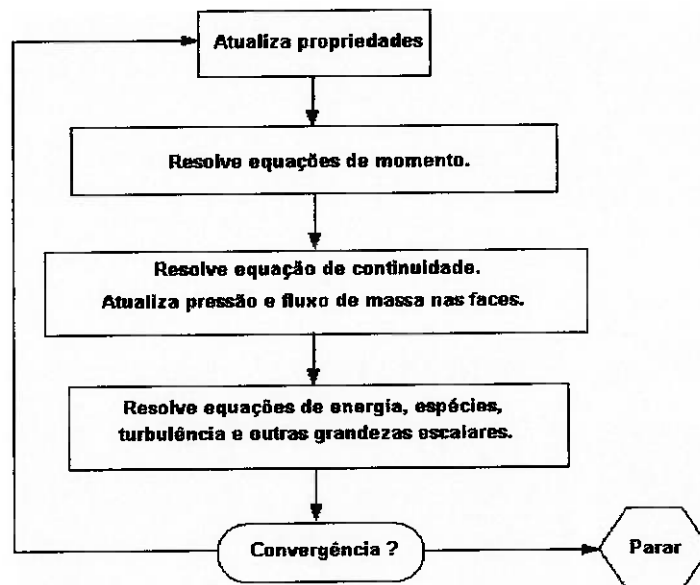 Atualiza propriedades
Resolve equações de momento.
Resolve equação de continuidade.
Atualiza pressão e fluxo de massa nas faces.
Resolve equações de energia, espécies,
turbulência e outras grandezas escalares.
Convergência ?
Parar